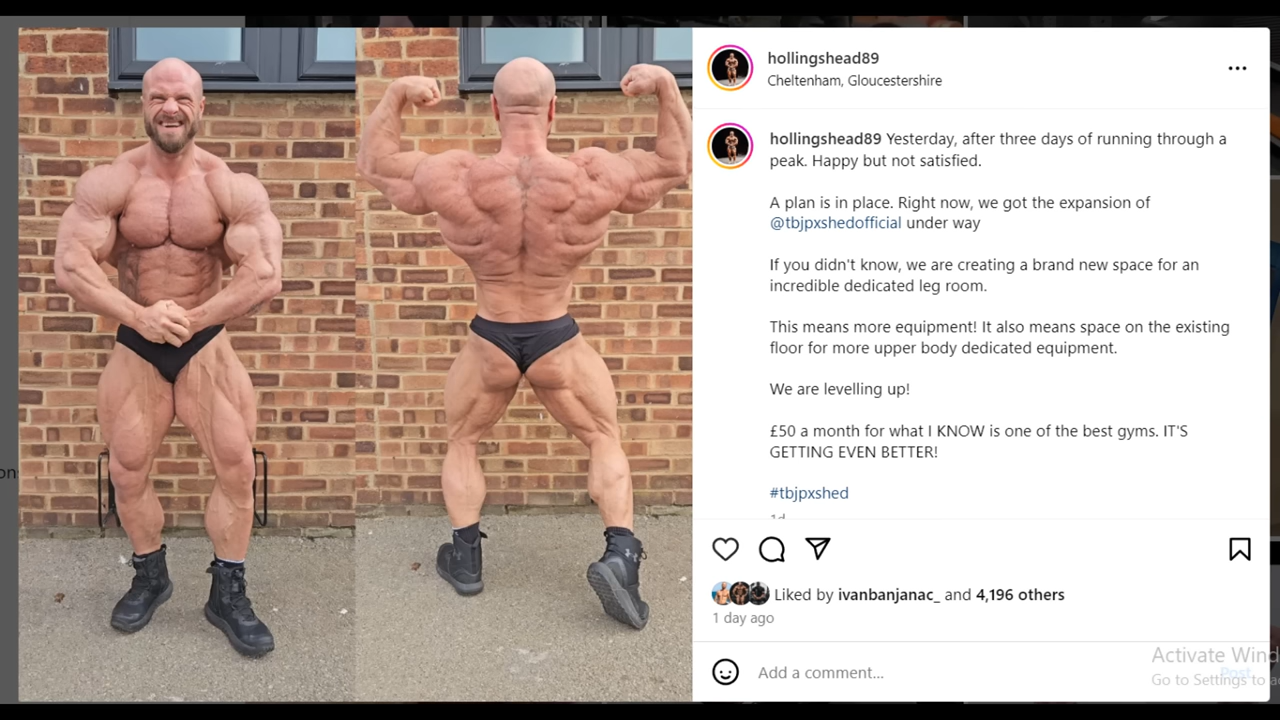 hollingshead89
Cheltenham, Gloucestershire
hollingshead89 Yesterday, after three days of running through a
peak. Happy but not satisfied.
A plan is in place. Right now, we got the expansion of
@tbjpxshedofficial under way
If you didn't know, we are creating a brand new space for an
incredible dedicated leg room.
This means more equipment! It also means space on the existing
floor for more upper body dedicated equipment.
We are levelling up!
£50 a month for what I KNOW is one of the best gyms. IT'S
GETTING EVEN BETTER!
#tbjpxshed
1d
Liked by ivanbanjanac_ and 4,196 others
1 day ago
Add a comment...
Post
Activate Wind
Go to Settings to a
on